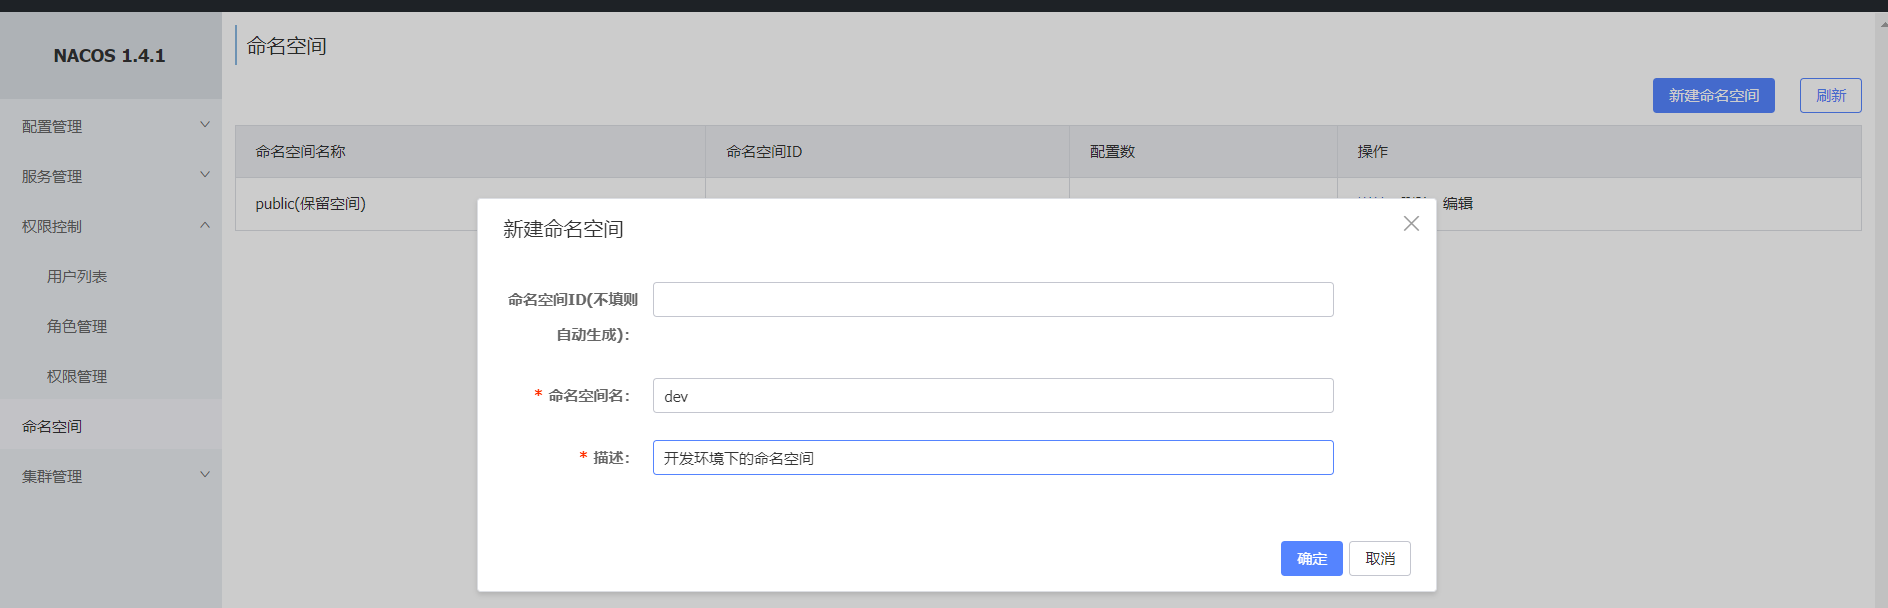 NACOS 1.4.1
配置管理
服务管理
权限控制
用户列表
角色管理
权限管理
命名空间
集群管理
命名空间
新建命名空间
刷新
命名空间名称 命名空间ID 配置数 操作
public(保留空间) 编辑
新建命名空间
命名空间ID(不填则
自动生成):
* 命名空间名: dev
* 描述: 开发环境下的命名空间
确定 取消